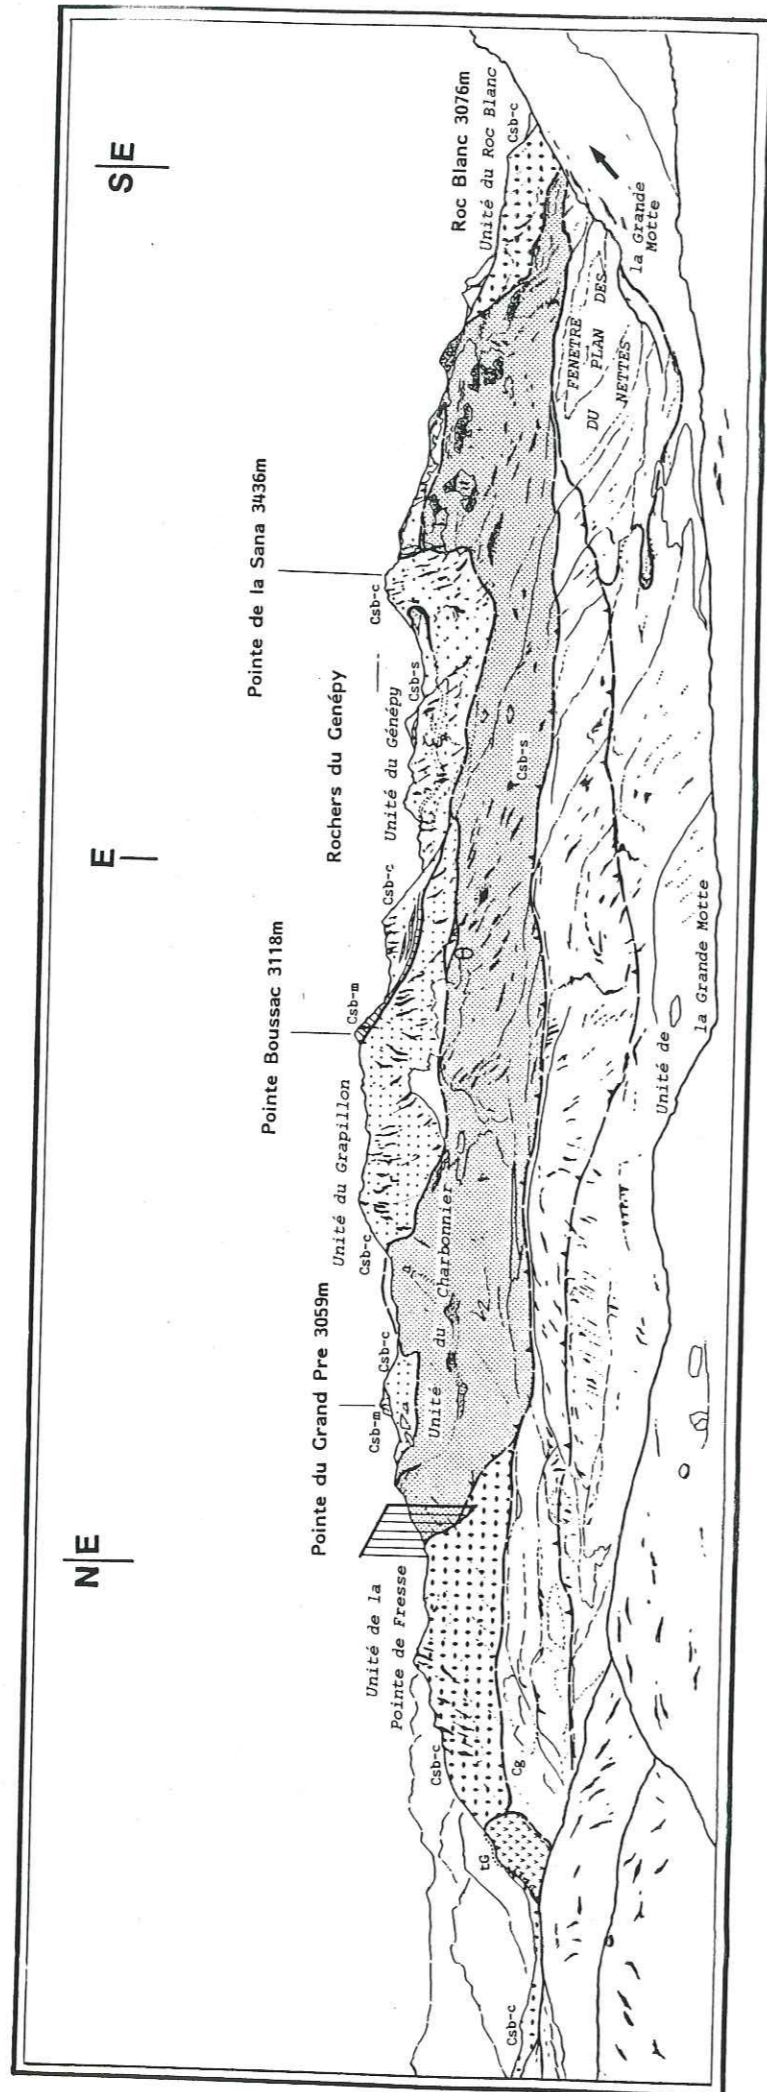 NE
E
SE
Pointe du Grand Pre 3059m
Pointe Boussac 3118m
Pointe de la Sana 3436m
Rochers du Genépy
Roc Blanc 3076m
Unité du Roc Blanc
Unité de la
Pointe de Fresse
Unité du Grapillon
Unité du Génépy
Csb-c
tG
Csb-c
Cg
Csb-m
Csb-c
Csb-c
Csb-m
Csb-c
Csb-s
Csb-c
Csb-c
Unité du Charbonnier
θ
Csb-s
FENETRE
PLAN DES
DU NETTES
la Grande
Motte
Unité de
la Grande Motte